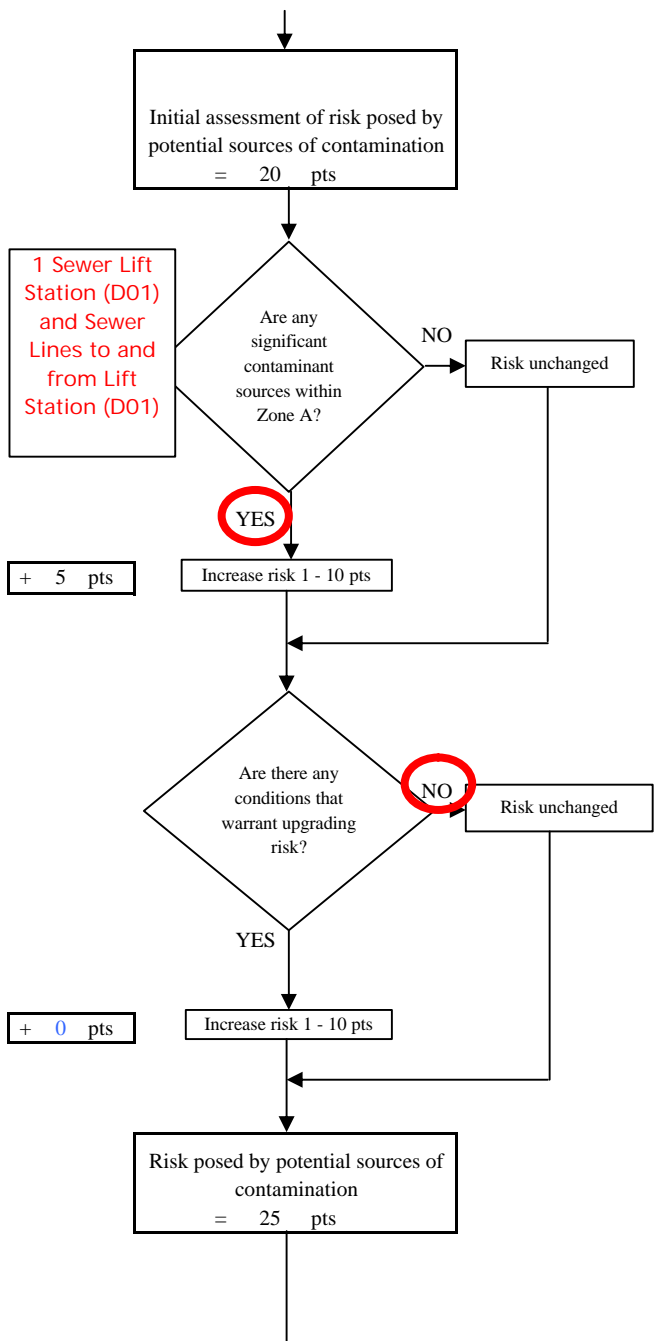 Initial assessment of risk posed by
potential sources of contamination
= 20 pts
1 Sewer Lift
Station (D01)
and Sewer
Lines to and
from Lift
Station (D01)
Are any
significant
contaminant
sources within
Zone A?
NO
Risk unchanged
YES
+ 5 pts
Increase risk 1 - 10 pts
Are there any
conditions that
warrant upgrading
risk?
NO
Risk unchanged
YES
+ 0 pts
Increase risk 1 - 10 pts
Risk posed by potential sources of
contamination
= 25 pts